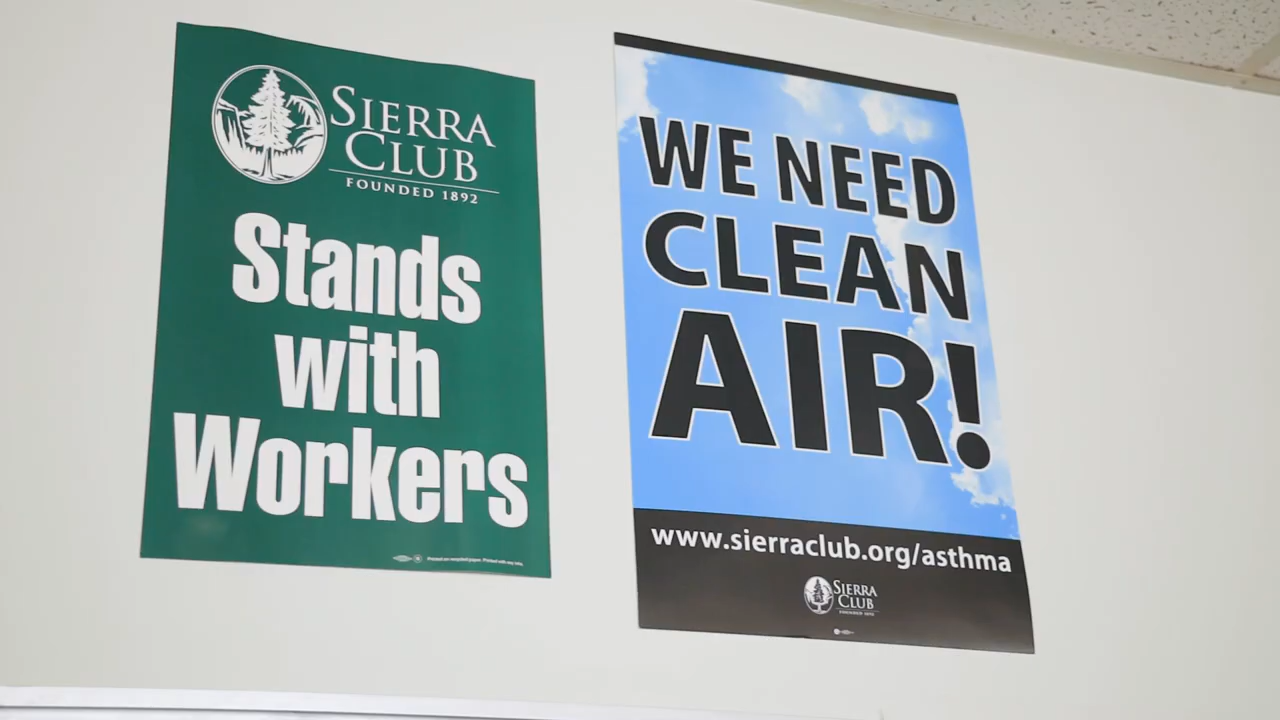 SIERRA
CLUB
FOUNDED 1892
Stands
with
Workers
WE NEED
CLEAN
AIR!
www.sierraclub.org/asthma
SIERRA
CLUB